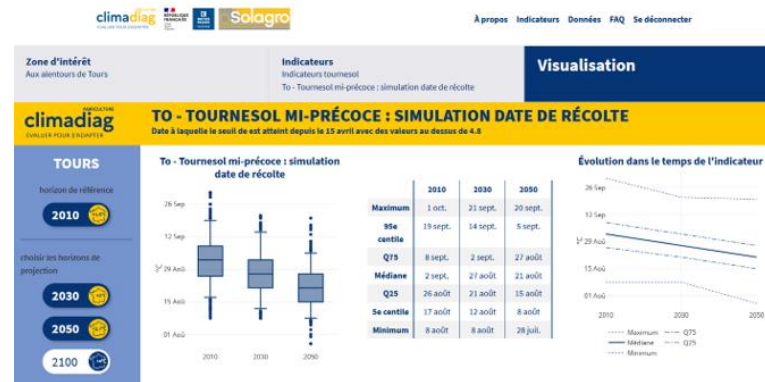 climadiag
ÉVALUER POUR S'ADAPTER
RÉPUBLIQUE
FRANÇAISE
Solagro
À propos Indicateurs Données FAQ Se déconnecter
Zone d'intérêt
Aux alentours de Tours
Indicateurs
Indicateurs tournesol
To - Tournesol mi-précoce : simulation date de récolte
Visualisation
climadiag
AGRICULTURE
ÉVALUER POUR S'ADAPTER
TO - TOURNESOL MI-PRÉCOCE : SIMULATION DATE DE RÉCOLTE
Date à laquelle le seuil de est atteint depuis le 15 avril avec des valeurs au dessus de 4.8
TOURS
horizon de référence
2010
choisir les horizons de
projection
2030
2050
2100
To - Tournesol mi-précoce : simulation
date de récolte
26 Sep
12 Sep
29 Aoû
15 Aoû
01 Aoû
2010 2030 2050
2010 2030 2050
Maximum 1 oct. 21 sept. 20 sept.
95e centile 19 sept. 14 sept. 5 sept.
Q75 8 sept. 2 sept. 27 août
Médiane 2 sept. 27 août 21 août
Q25 26 août 21 août 15 août
5e centile 17 août 12 août 8 août
Minimum 8 août 8 août 28 juil.
Évolution dans le temps de l'indicateur
26 Sep
12 Sep
29 Aoû
15 Aoû
01 Aoû
2010 2030 2050
Maximum Q75
Médiane Q25
Minimum